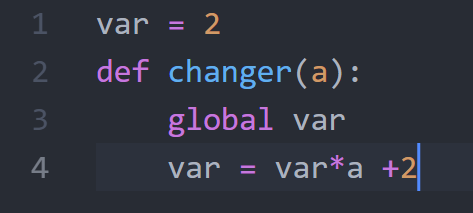 1 var = 2
2 def changer(a):
3     global var
4     var = var*a +2